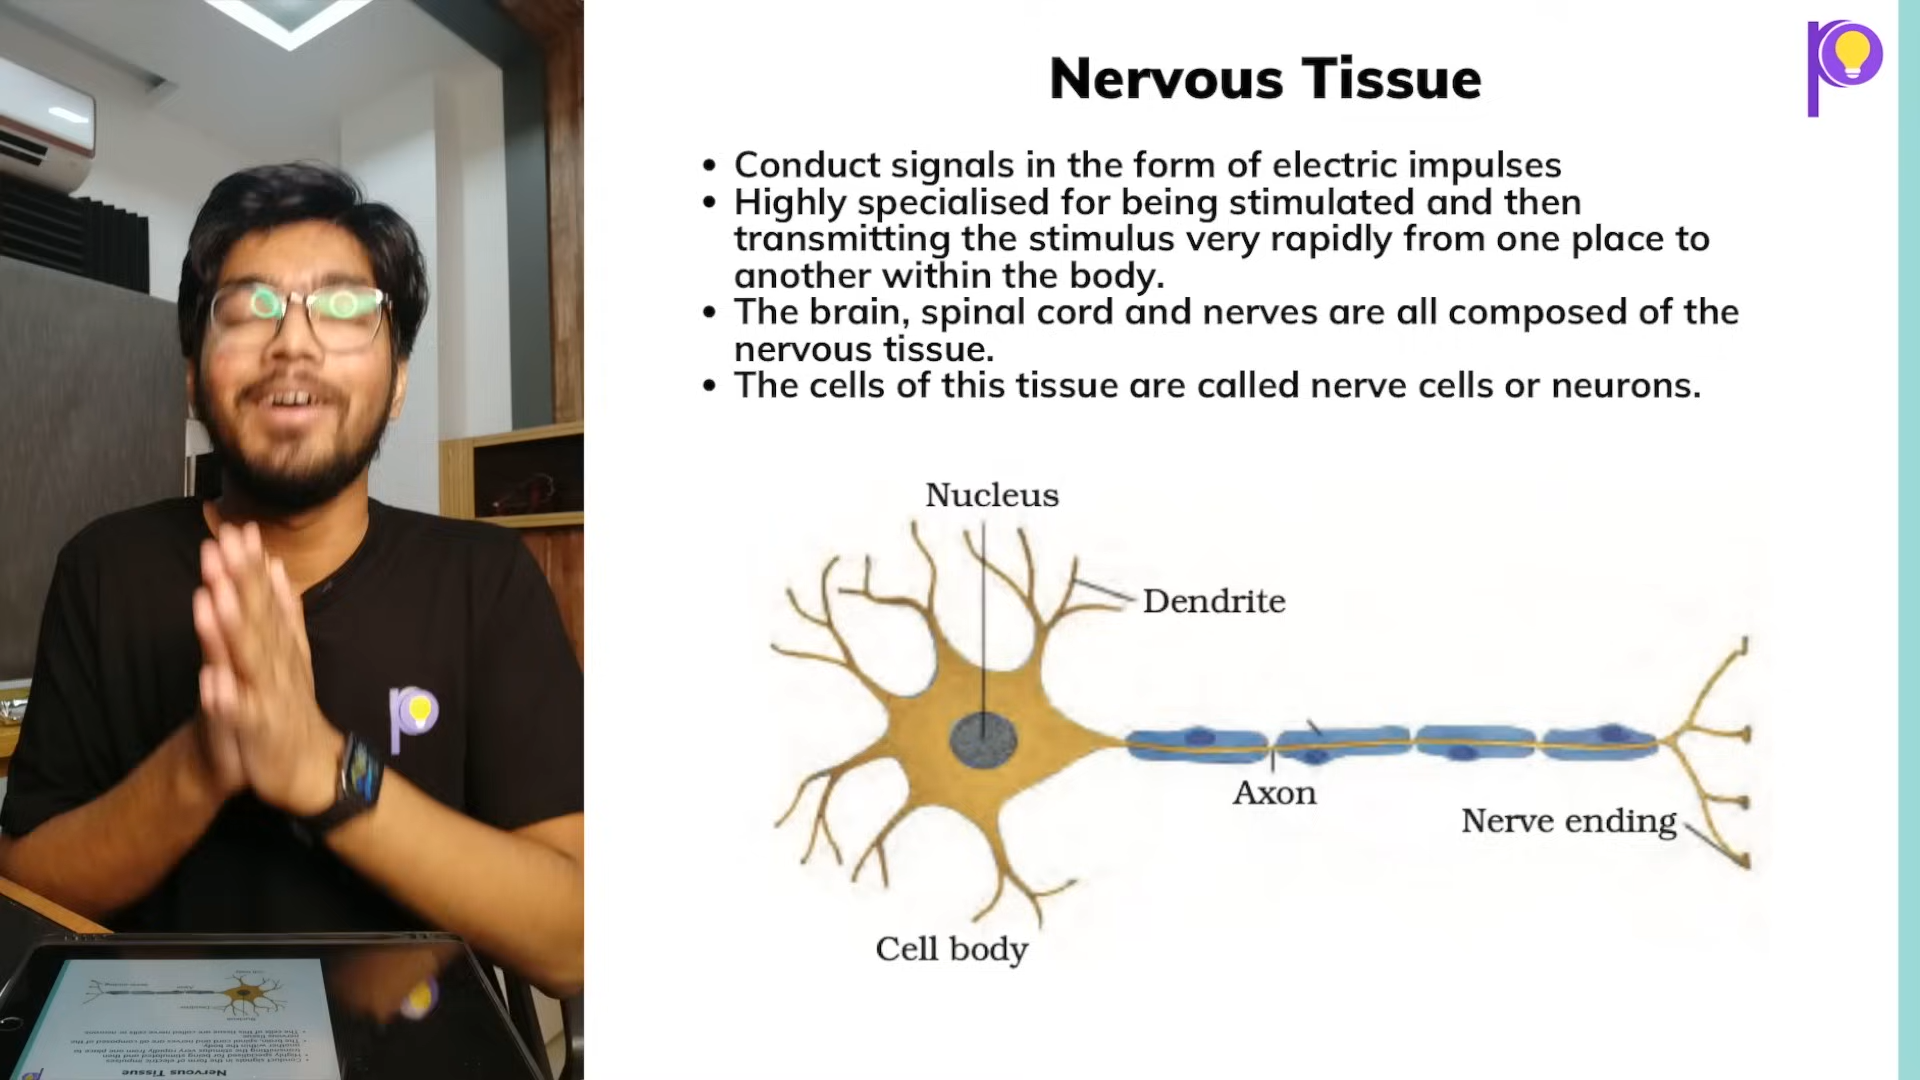 Nervous Tissue
• Conduct signals in the form of electric impulses
• Highly specialised for being stimulated and then
transmitting the stimulus very rapidly from one place to
another within the body.
• The brain, spinal cord and nerves are all composed of the
nervous tissue.
• The cells of this tissue are called nerve cells or neurons.
Nucleus
Dendrite
Axon
Nerve ending
Cell body